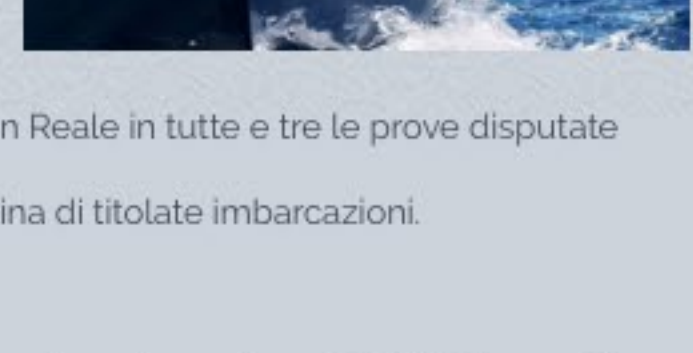 n Reale in tutte e tre le prove disputate
ina di titolate imbarcazioni.